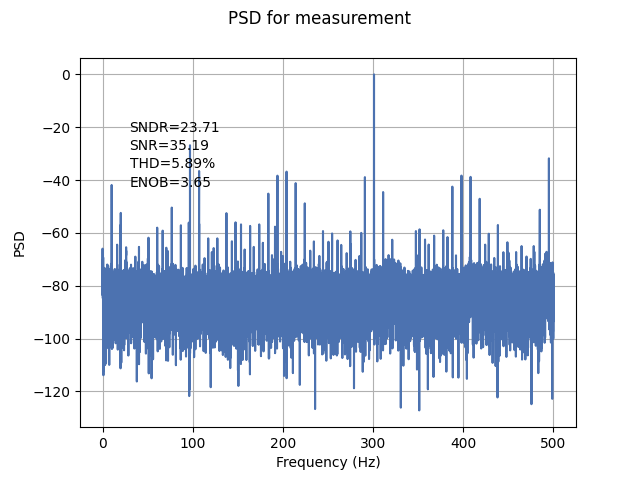 PSD for measurement
0
−20
−40
−60
−80
−100
−120
PSD
SNDR=23.71
SNR=35.19
THD=5.89%
ENOB=3.65
0
100
200
300
400
500
Frequency (Hz)